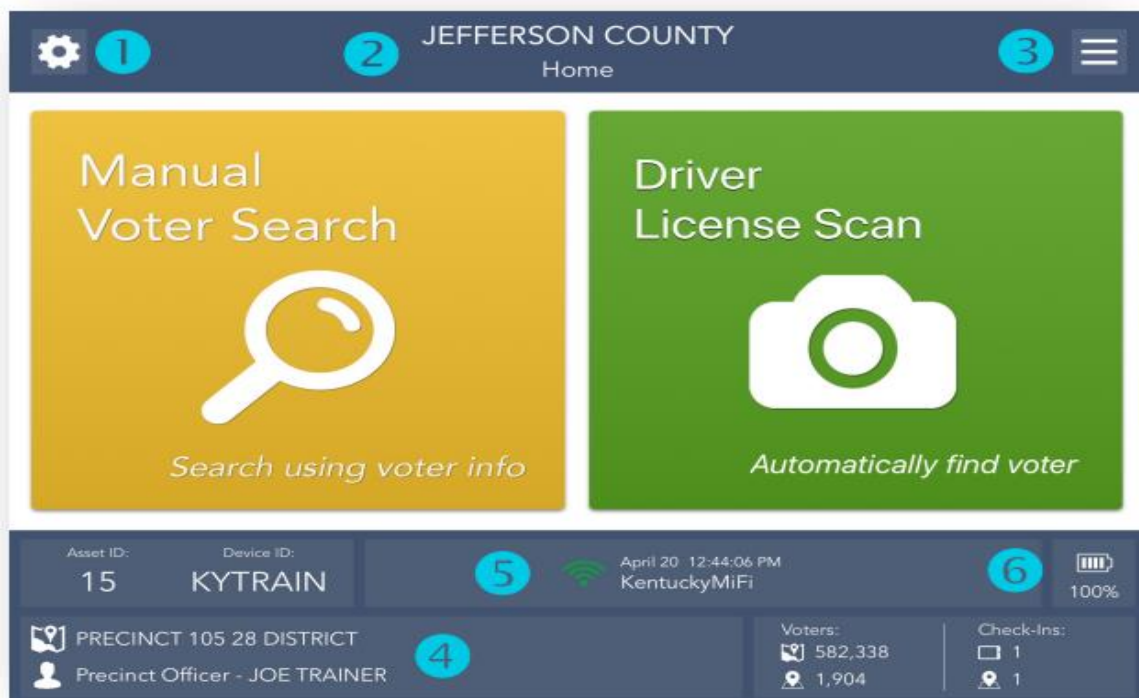 1
2
JEFFERSON COUNTY
3
Home
Manual
Voter Search
Search using voter info
Driver
License Scan
Automatically find voter
Asset ID:
15
Device ID:
KYTRAIN
5
April 20 12:44:06 PM
KentuckyMiFi
6
100%
PRECINCT 105 28 DISTRICT
Precinct Officer - JOE TRAINER
4
Voters:
582,338
1,904
Check-Ins:
1
1